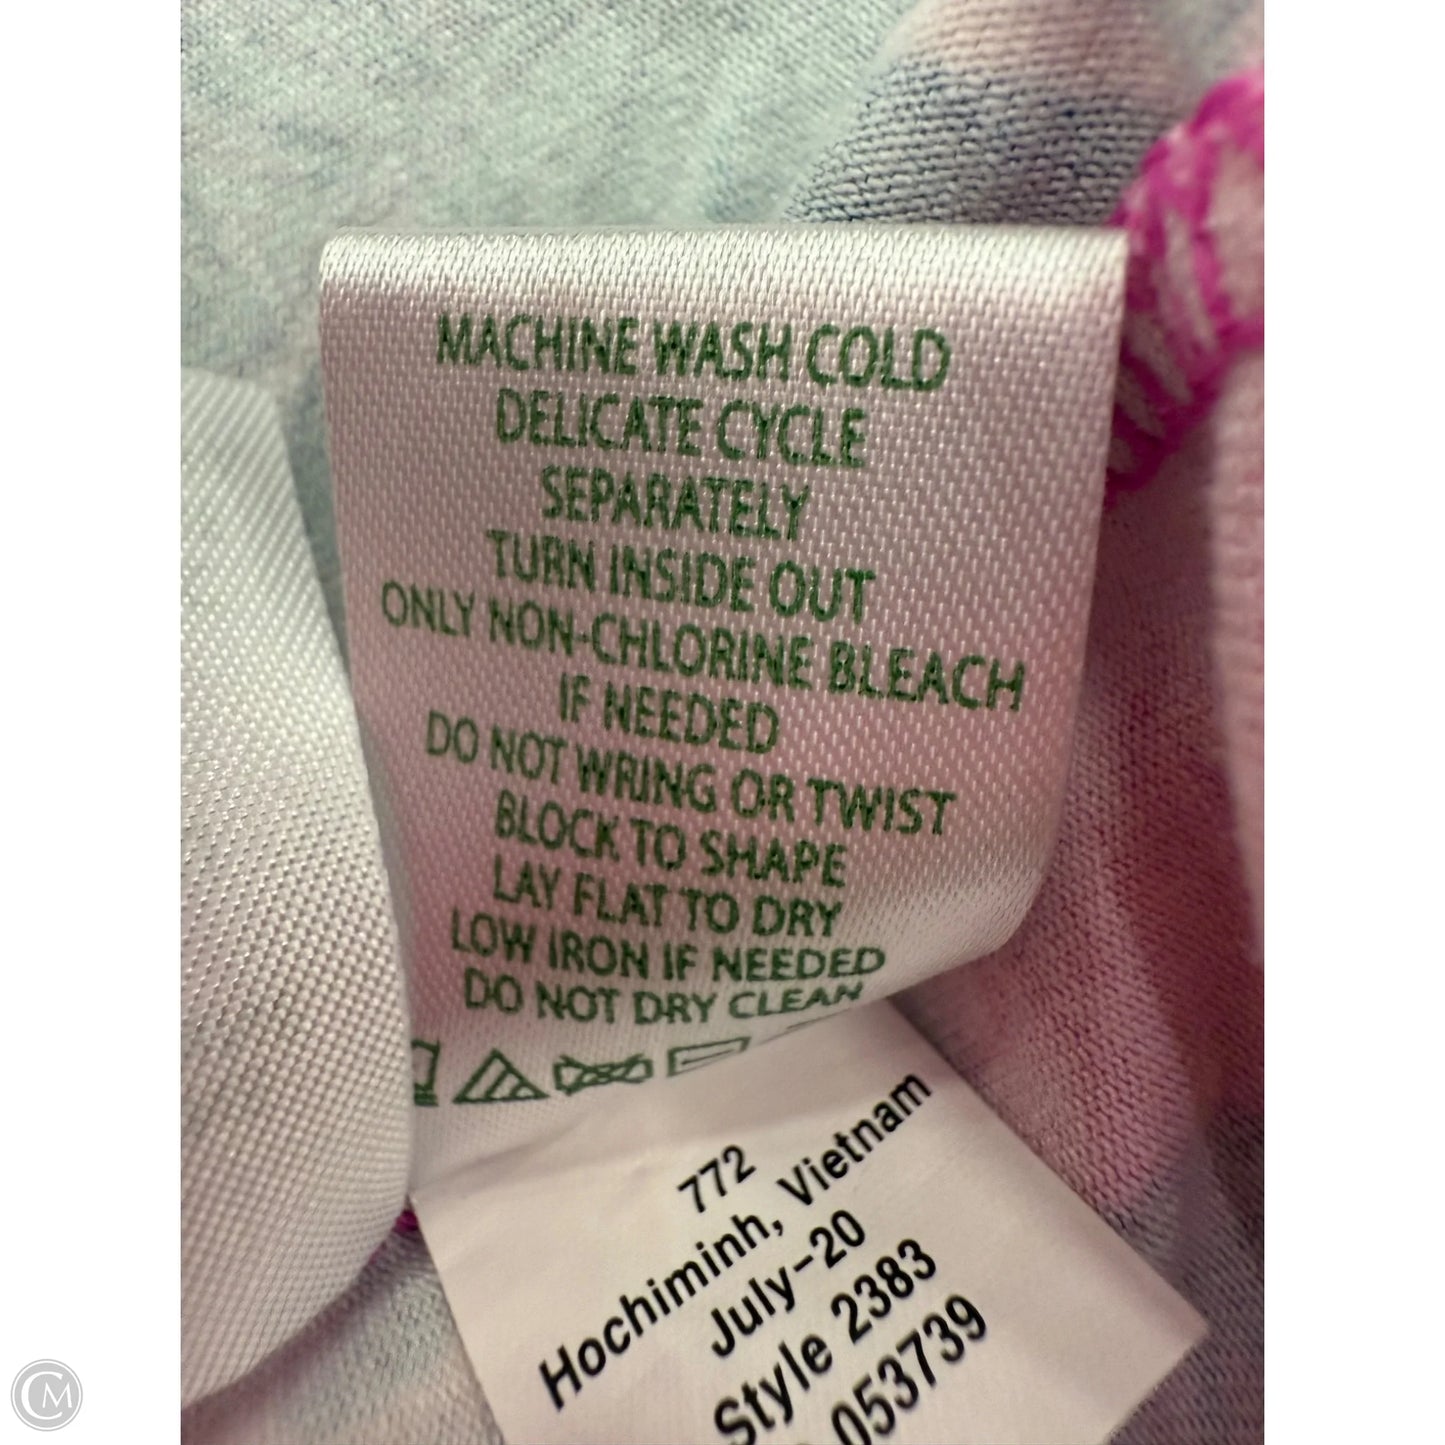 MACHINE WASH COLD
DELICATE CYCLE
SEPARATELY
TURN INSIDE OUT
ONLY NON-CHLORINE BLEACH
IF NEEDED
DO NOT WRING OR TWIST
BLOCK TO SHAPE
LAY FLAT TO DRY
LOW IRON IF NEEDED
DO NOT DRY CLEAN
772
Hochiminh, Vietnam
July-20
Style 2383
053739
CM